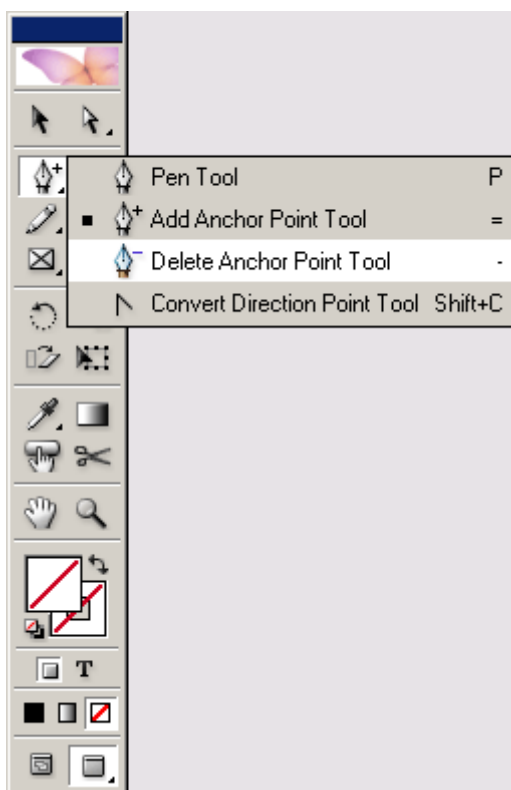 Pen Tool P
Add Anchor Point Tool =
Delete Anchor Point Tool -
Convert Direction Point Tool Shift+C
T